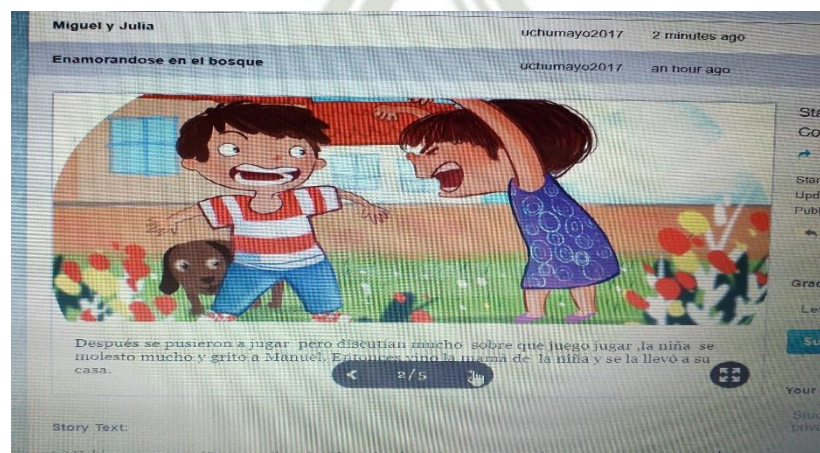 Miguel y Julia
uchumayo2017
2 minutes ago
Enamorandose en el bosque
uchumayo2017
an hour ago
Después se pusieron a jugar pero discutían mucho sobre que juego jugar ,la niña se
molesto mucho y grito a Manuel. Entonces vino la mamá de la niña y se la llevó a su
casa.
< 2/5
Story Text:
Your